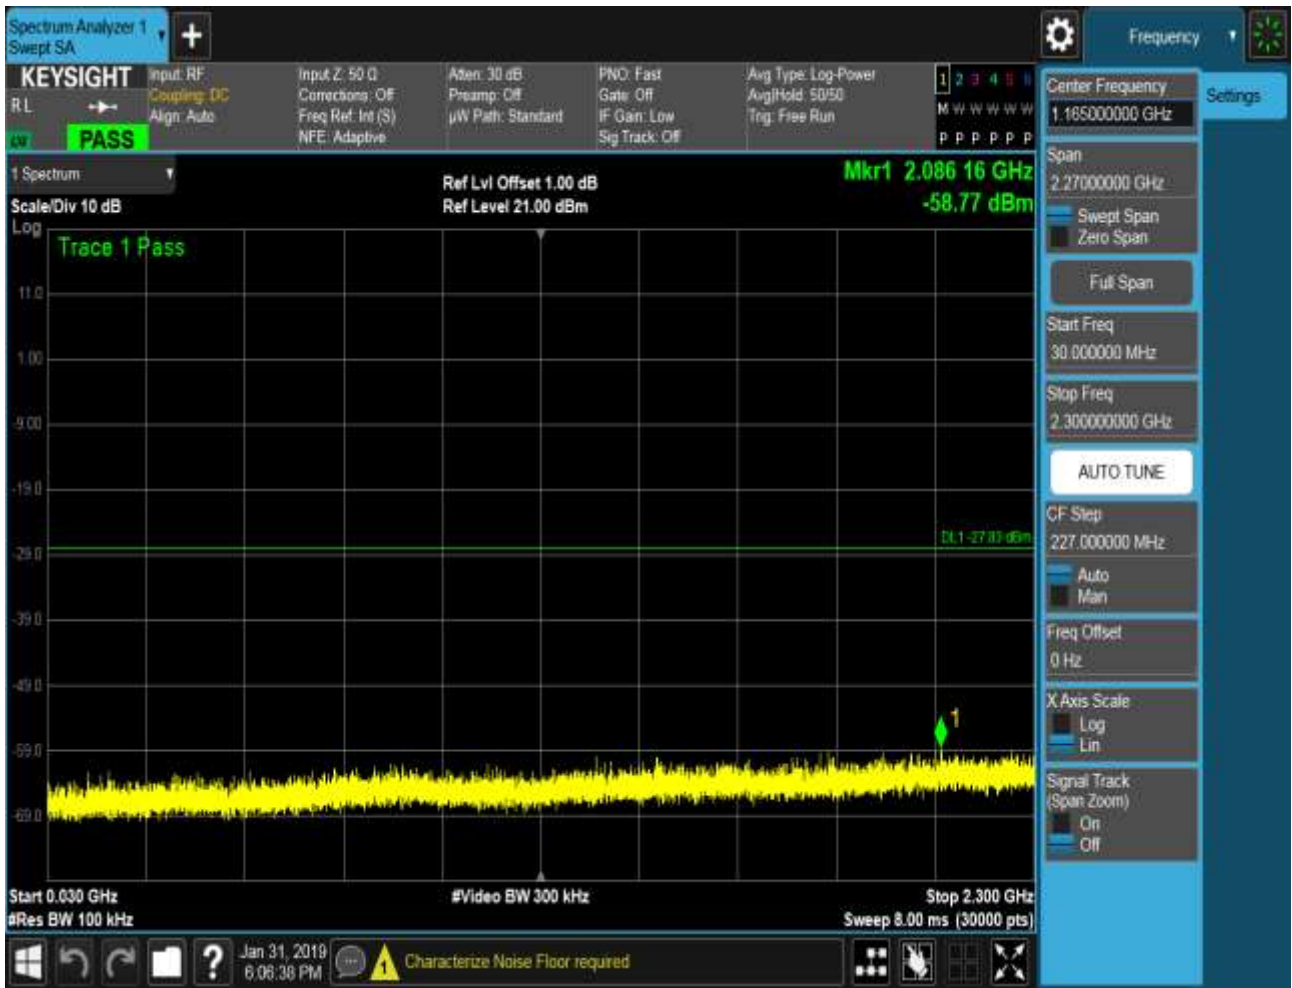 Spectrum Analyzer 1
Swept SA
Frequency
KEYSIGHT
R L
PASS
Input: RF
Coupling: DC
Align: Auto
Input Z: 50 Ω
Corrections: Off
Freq Ref: Int (S)
NFE: Adaptive
Atten: 30 dB
Preamp: Off
µW Path: Standard
PNO: Fast
Gate: Off
IF Gain: Low
Sig Track: Off
Avg Type: Log-Power
Avg|Hold: 50/50
Trig: Free Run
1 2 3 4 5 6
M W W W W W
P P P P P P
1 Spectrum
Scale/Div 10 dB
Ref Lvl Offset 1.00 dB
Ref Level 21.00 dBm
Mkr1 2.086 16 GHz
-58.77 dBm
Log
Trace 1 Pass
11.0
1.00
-9.00
-19.0
-29.0
-39.0
-49.0
-59.0
-69.0
DL1 -27.83 dBm
1
Start 0.030 GHz
#Res BW 100 kHz
#Video BW 300 kHz
Stop 2.300 GHz
Sweep 8.00 ms (30000 pts)
Center Frequency
1.165000000 GHz
Settings
Span
2.27000000 GHz
Swept Span
Zero Span
Full Span
Start Freq
30.000000 MHz
Stop Freq
2.300000000 GHz
AUTO TUNE
CF Step
227.000000 MHz
Auto
Man
Freq Offset
0 Hz
X Axis Scale
Log
Lin
Signal Track
(Span Zoom)
On
Off
?
Jan 31, 2019
6:06:38 PM
1
Characterize Noise Floor required